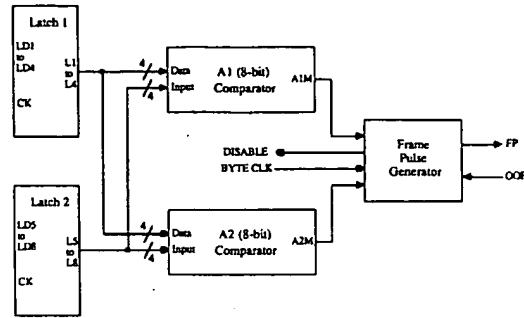 Latch 1
LD1
to
LD4
L1
to
L4
CK
4
4
Data
Input
A1 (8-bit)
Comparator
A1M
DISABLE
BYTE CLK
Frame
Pulse
Generator
FP
OOF
Latch 2
LD5
to
LD8
L5
to
L8
CK
4
4
Data
Input
A2 (8-bit)
Comparator
A2M